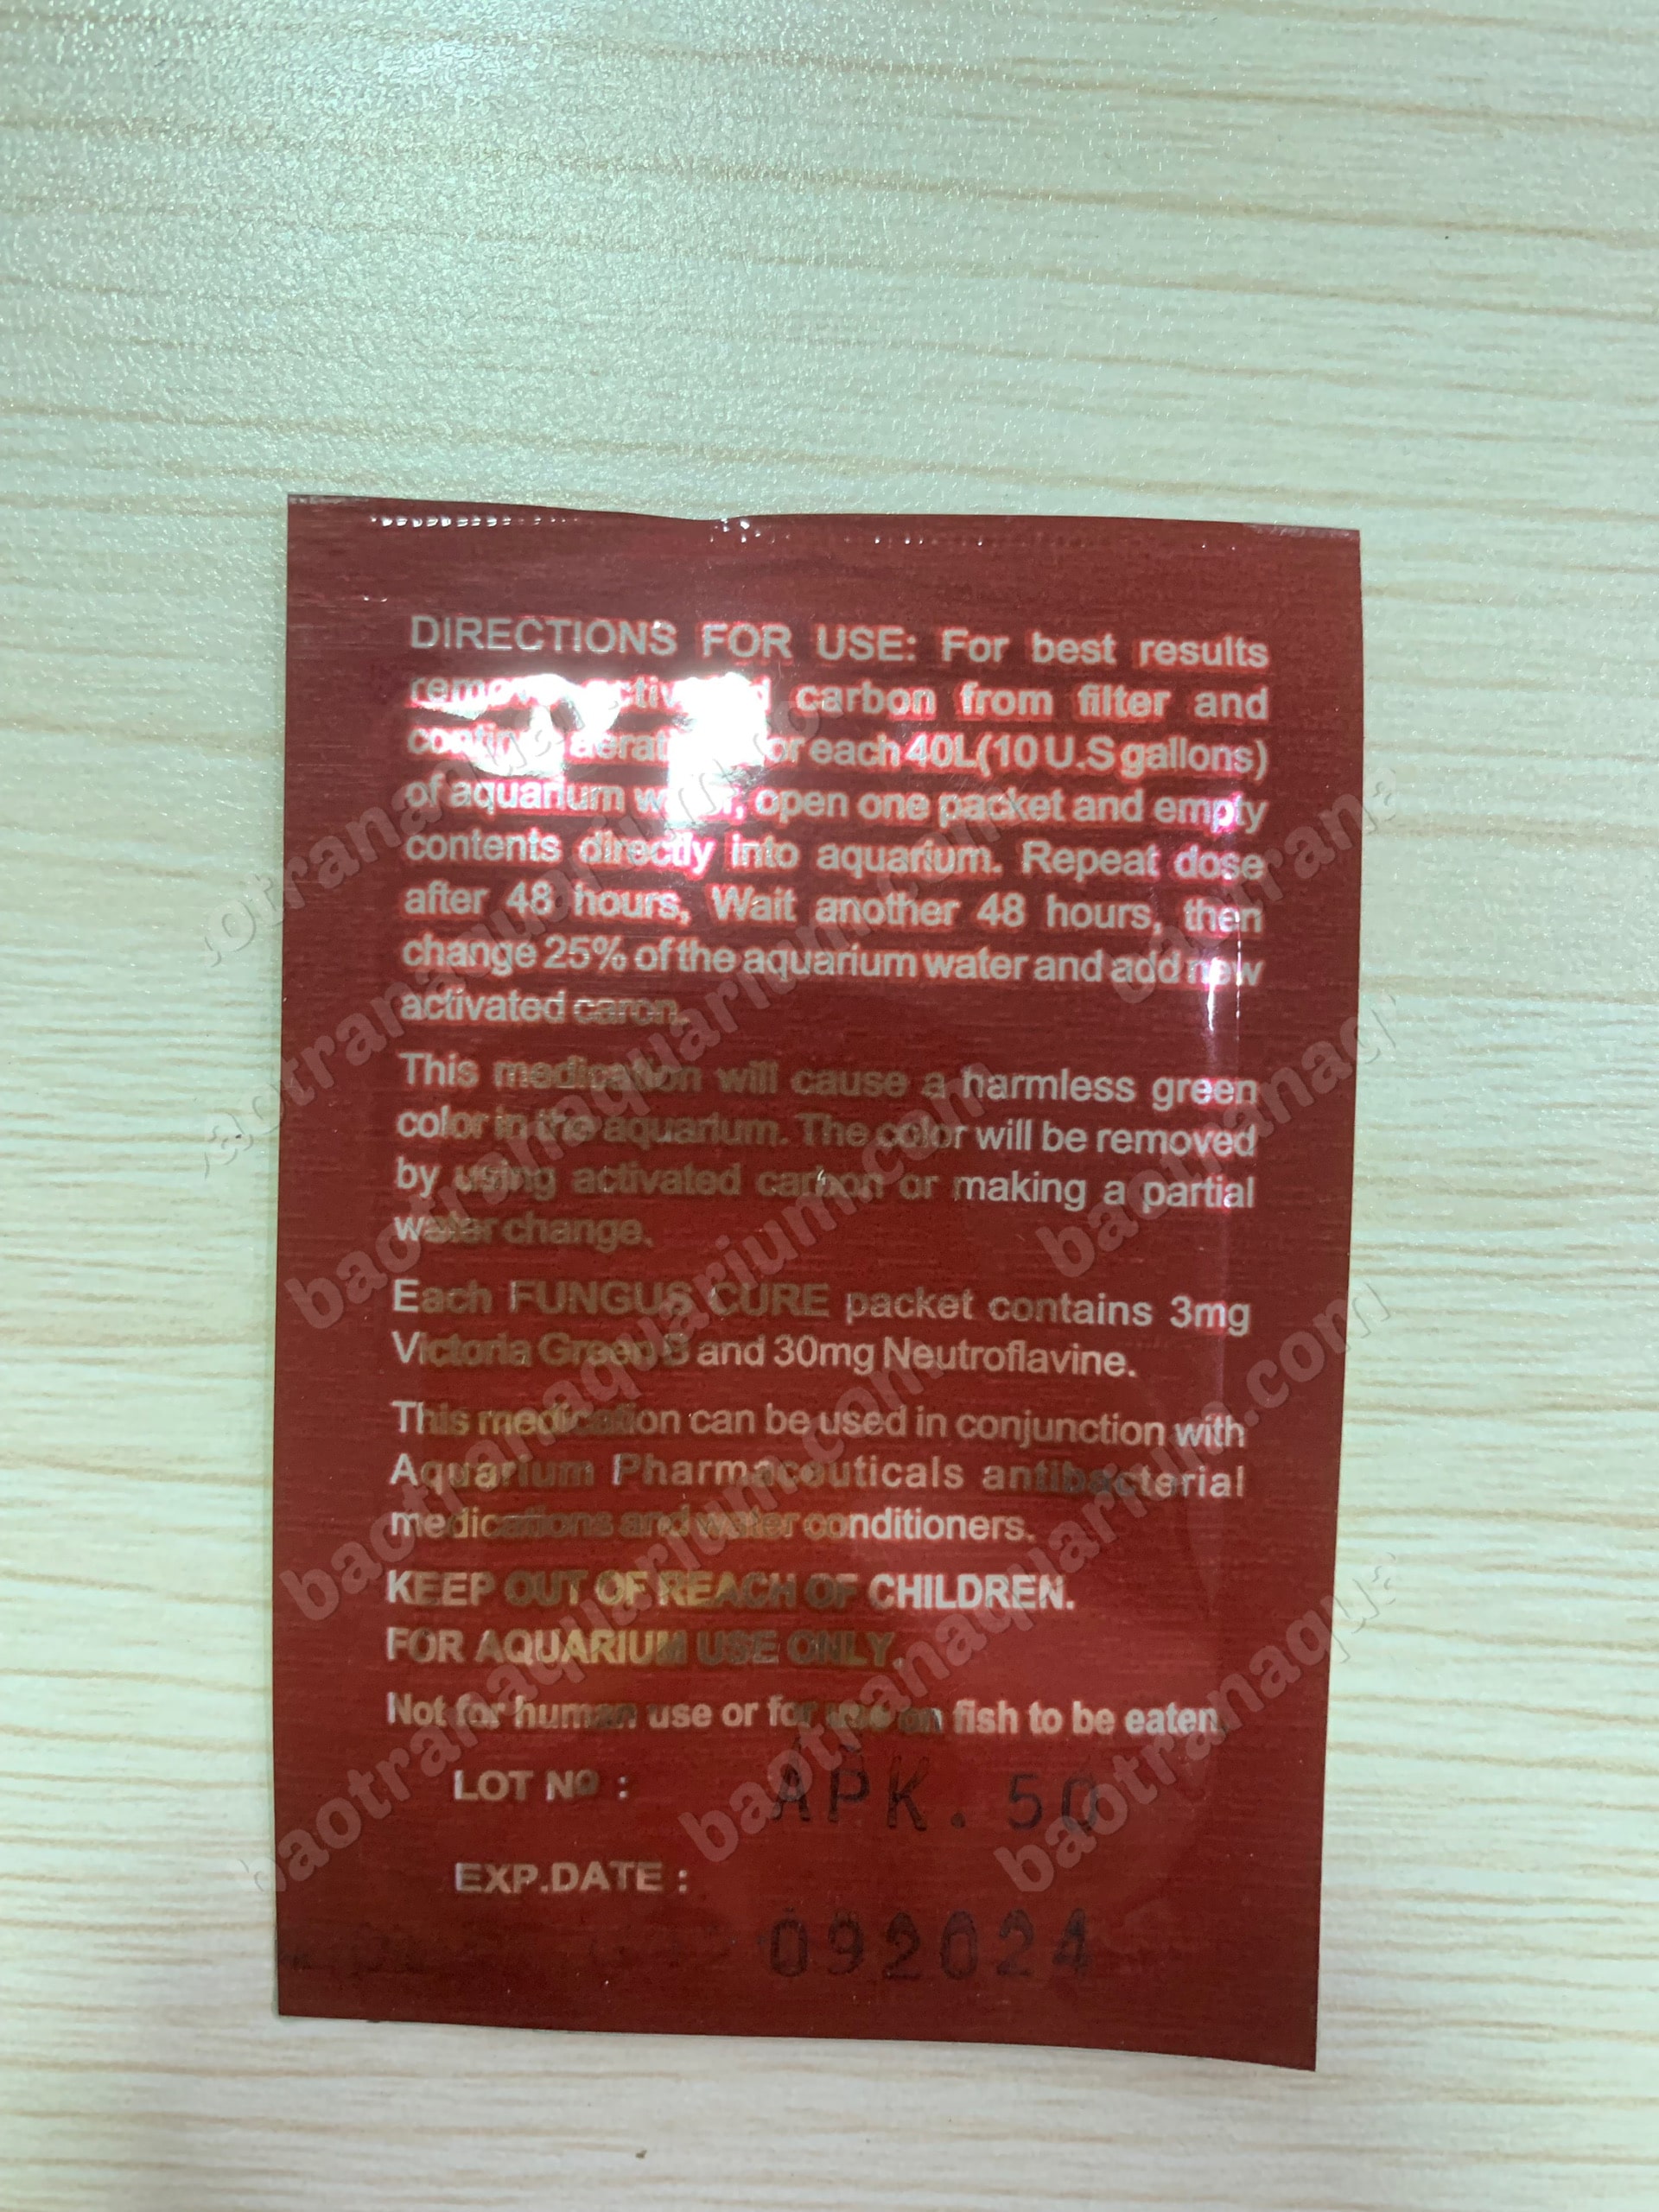 DIRECTIONS FOR USE: For best results
carbon from filter and
each 40L(10 U.S gallons)
of aquarium open one packet and empty
contents directly into aquarium. Repeat dose
after 48 hours, Wait another 48 hours, then
change 25% of the aquarium water and add new
activated caron.
This medication will cause a harmless green
color in the aquarium. The color will be removed
by using activated carbon or making a partial
water change.
Each FUNGUS CURE packet contains 3mg
Victoria Green B and 30mg Neutroflavine.
This medication can be used in conjunction with
Aquarium Pharmaceuticals antibacterial
medications and water conditioners.
KEEP OUT OF REACH OF CHILDREN.
FOR AQUARIUM USE ONLY.
Not for human use or for use on fish to be eaten.
LOT Nº : APK. 50
EXP.DATE :
092024
baotranaquarium.com